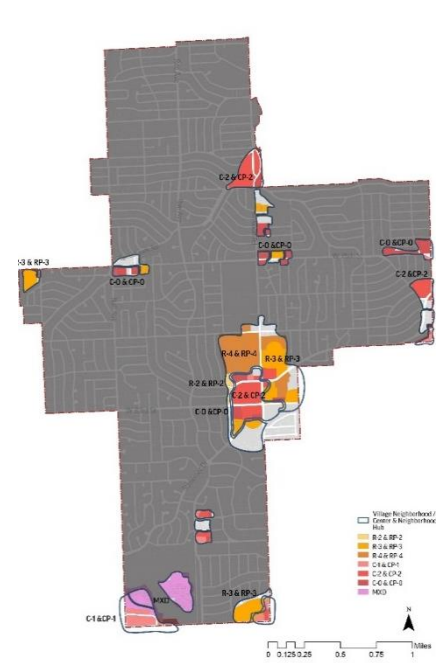 C-2 & CP-2
C-O & CP-O
C-O & CP-O
C-3 & RP-3
C-O & CP-O
C-2 & CP-2
R-4 & RP-4
R-3 & RP-3
R-2 & RP-2
C-2 & CP-2
C-O & CP-O
MXD
R-3 & RP-3
C-1 & CP-1
Village Neighborhood /
Center & Neighborhood
Hub
R-2 & RP-2
R-3 & RP-3
R-4 & RP-4
C-1 & CP-1
C-2 & CP-2
C-O & CP-O
MXD
N
0 0.125 0.25 0.5 0.75 1
Miles